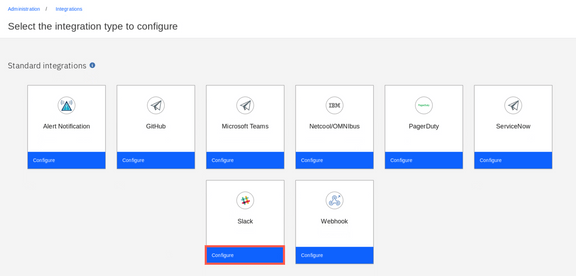 Administration / Integrations
Select the integration type to configure
Standard integrations
Alert Notification
GitHub
Microsoft Teams
IBM
Netcool/OMNIbus
PagerDuty
PagerDuty
ServiceNow
Configure
Configure
Configure
Configure
Configure
Configure
Slack
Webhook
Configure
Configure